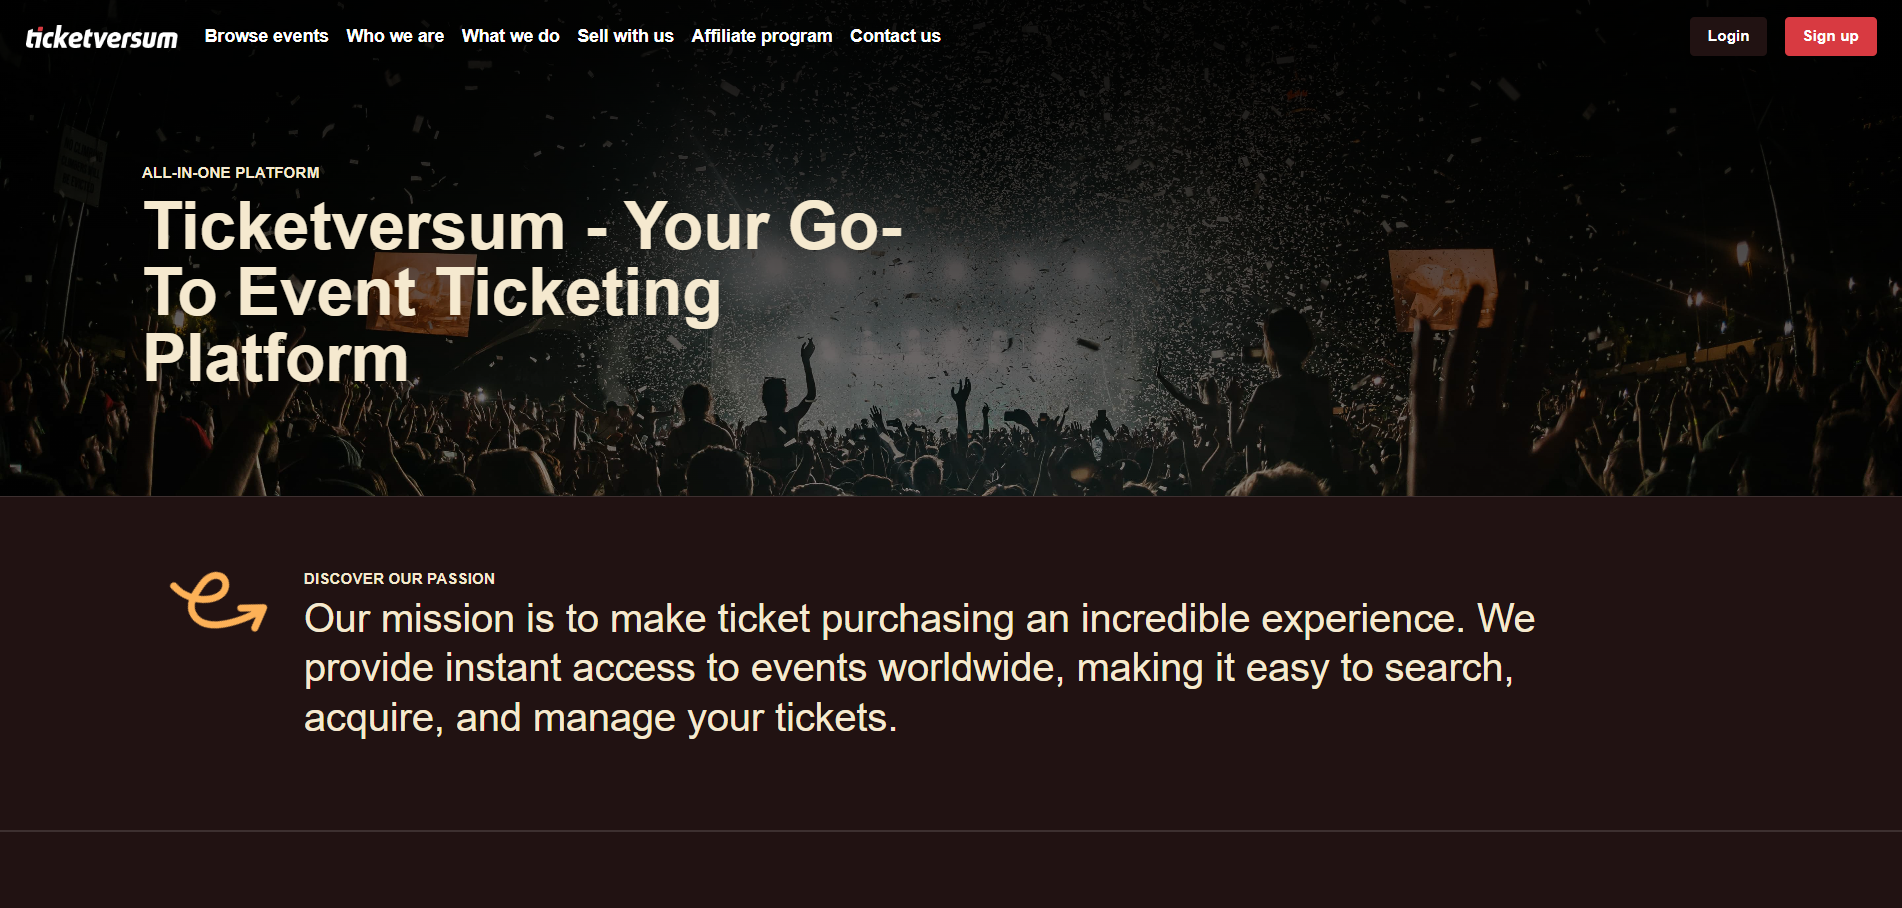 ticketversum
Browse events
Who we are
What we do
Sell with us
Affiliate program
Contact us
Login
Sign up
ALL-IN-ONE PLATFORM
Ticketversum - Your Go-
To Event Ticketing
Platform
DISCOVER OUR PASSION
Our mission is to make ticket purchasing an incredible experience. We
provide instant access to events worldwide, making it easy to search,
acquire, and manage your tickets.